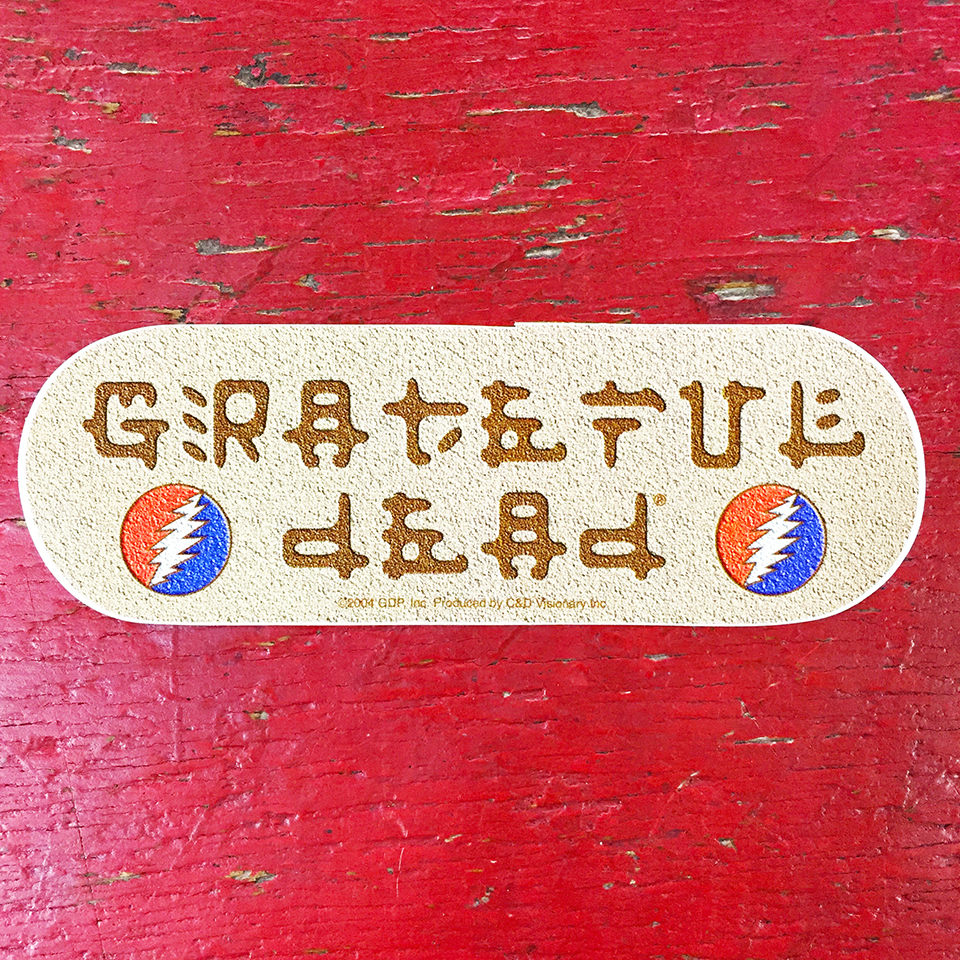 GRATEFUL
DEAD®
©2004 GDP, Inc. Produced by C&D Visionary Inc